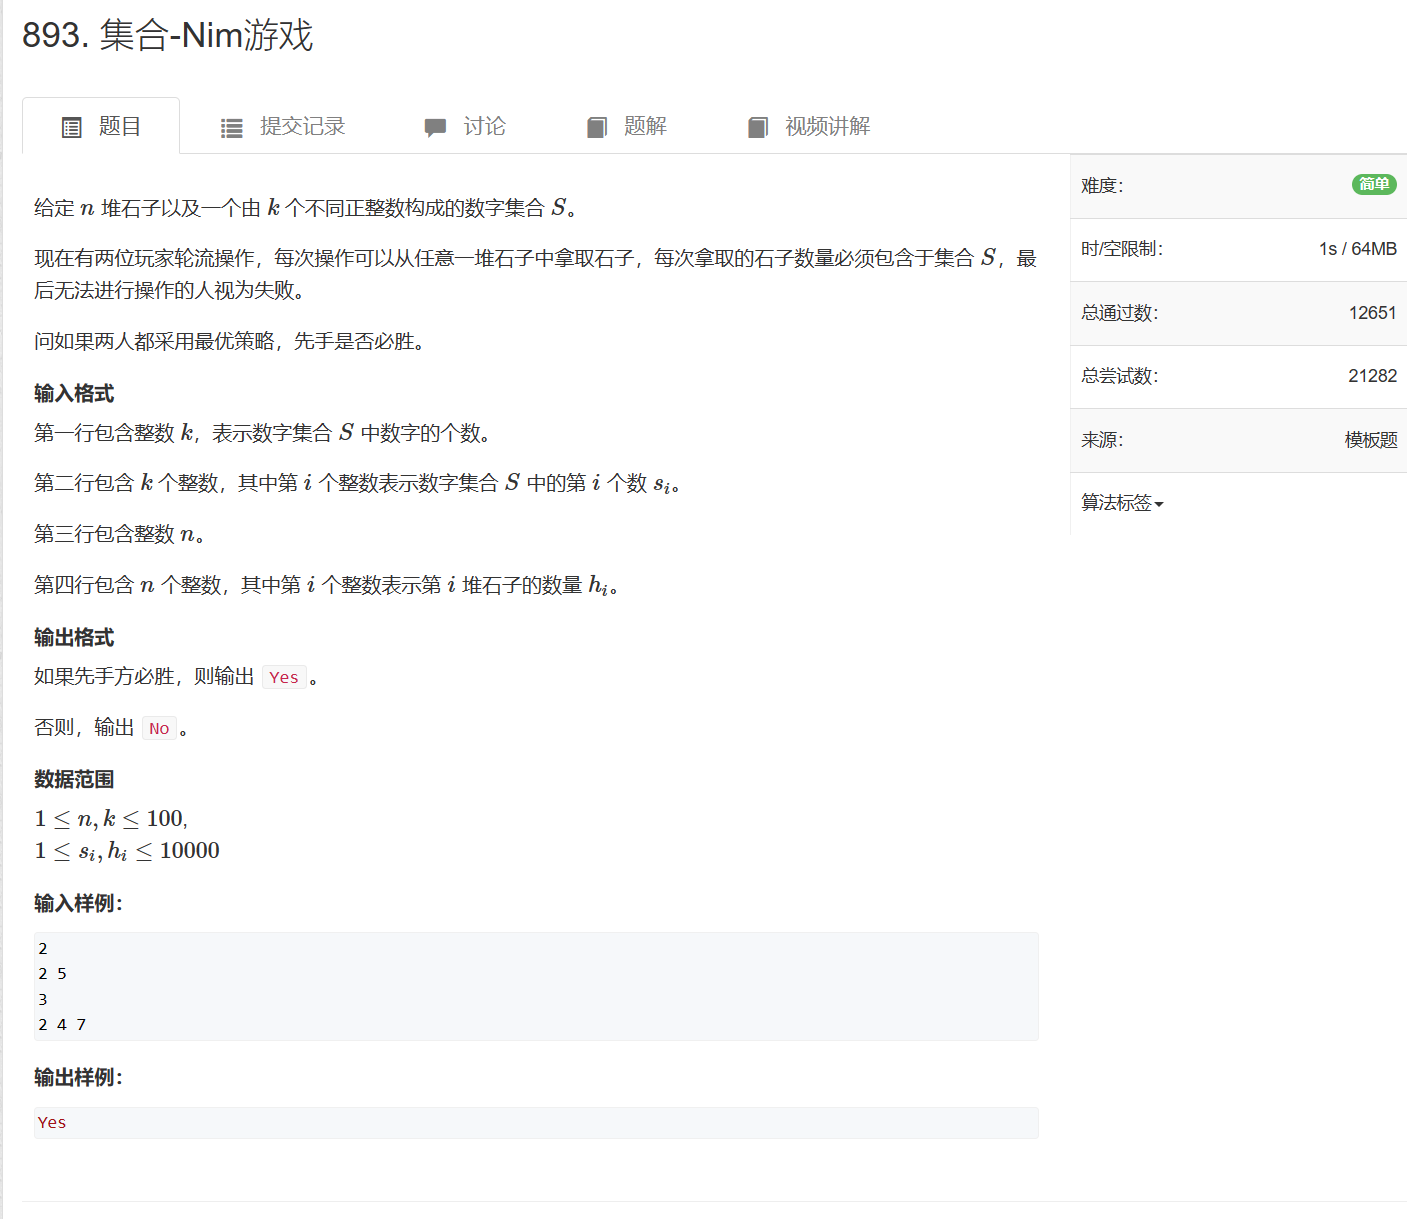 893. 集合-Nim游戏
题目
提交记录
讨论
题解
视频讲解
给定 n 堆石子以及一个由 k 个不同正整数构成的数字集合 S。
现在有两位玩家轮流操作，每次操作可以从任意一堆石子中拿取石子，每次拿取的石子数量必须包含于集合 S，最
后无法进行操作的人视为失败。
问如果两人都采用最优策略，先手是否必胜。
输入格式
第一行包含整数 k，表示数字集合 S 中数字的个数。
第二行包含 k 个整数，其中第 i 个整数表示数字集合 S 中的第 i 个数 sᵢ。
第三行包含整数 n。
第四行包含 n 个整数，其中第 i 个整数表示第 i 堆石子的数量 hᵢ。
输出格式
如果先手方必胜，则输出 Yes 。
否则，输出 No 。
数据范围
1 ≤ n, k ≤ 100,
1 ≤ sᵢ, hᵢ ≤ 10000
输入样例：
2
2 5
3
2 4 7
输出样例：
Yes
难度：
简单
时/空限制：
1s / 64MB
总通过数：
12651
总尝试数：
21282
来源：
模板题
算法标签